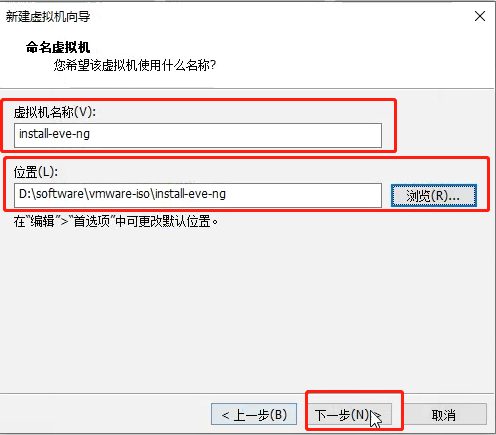 新建虚拟机向导
命名虚拟机
您希望该虚拟机使用什么名称?
虚拟机名称(V):
install-eve-ng
位置(L):
D:\software\vmware-iso\install-eve-ng
浏览(R)...
在“编辑”>“首选项”中可更改默认位置。
< 上一步(B)
下一步(N) >
取消